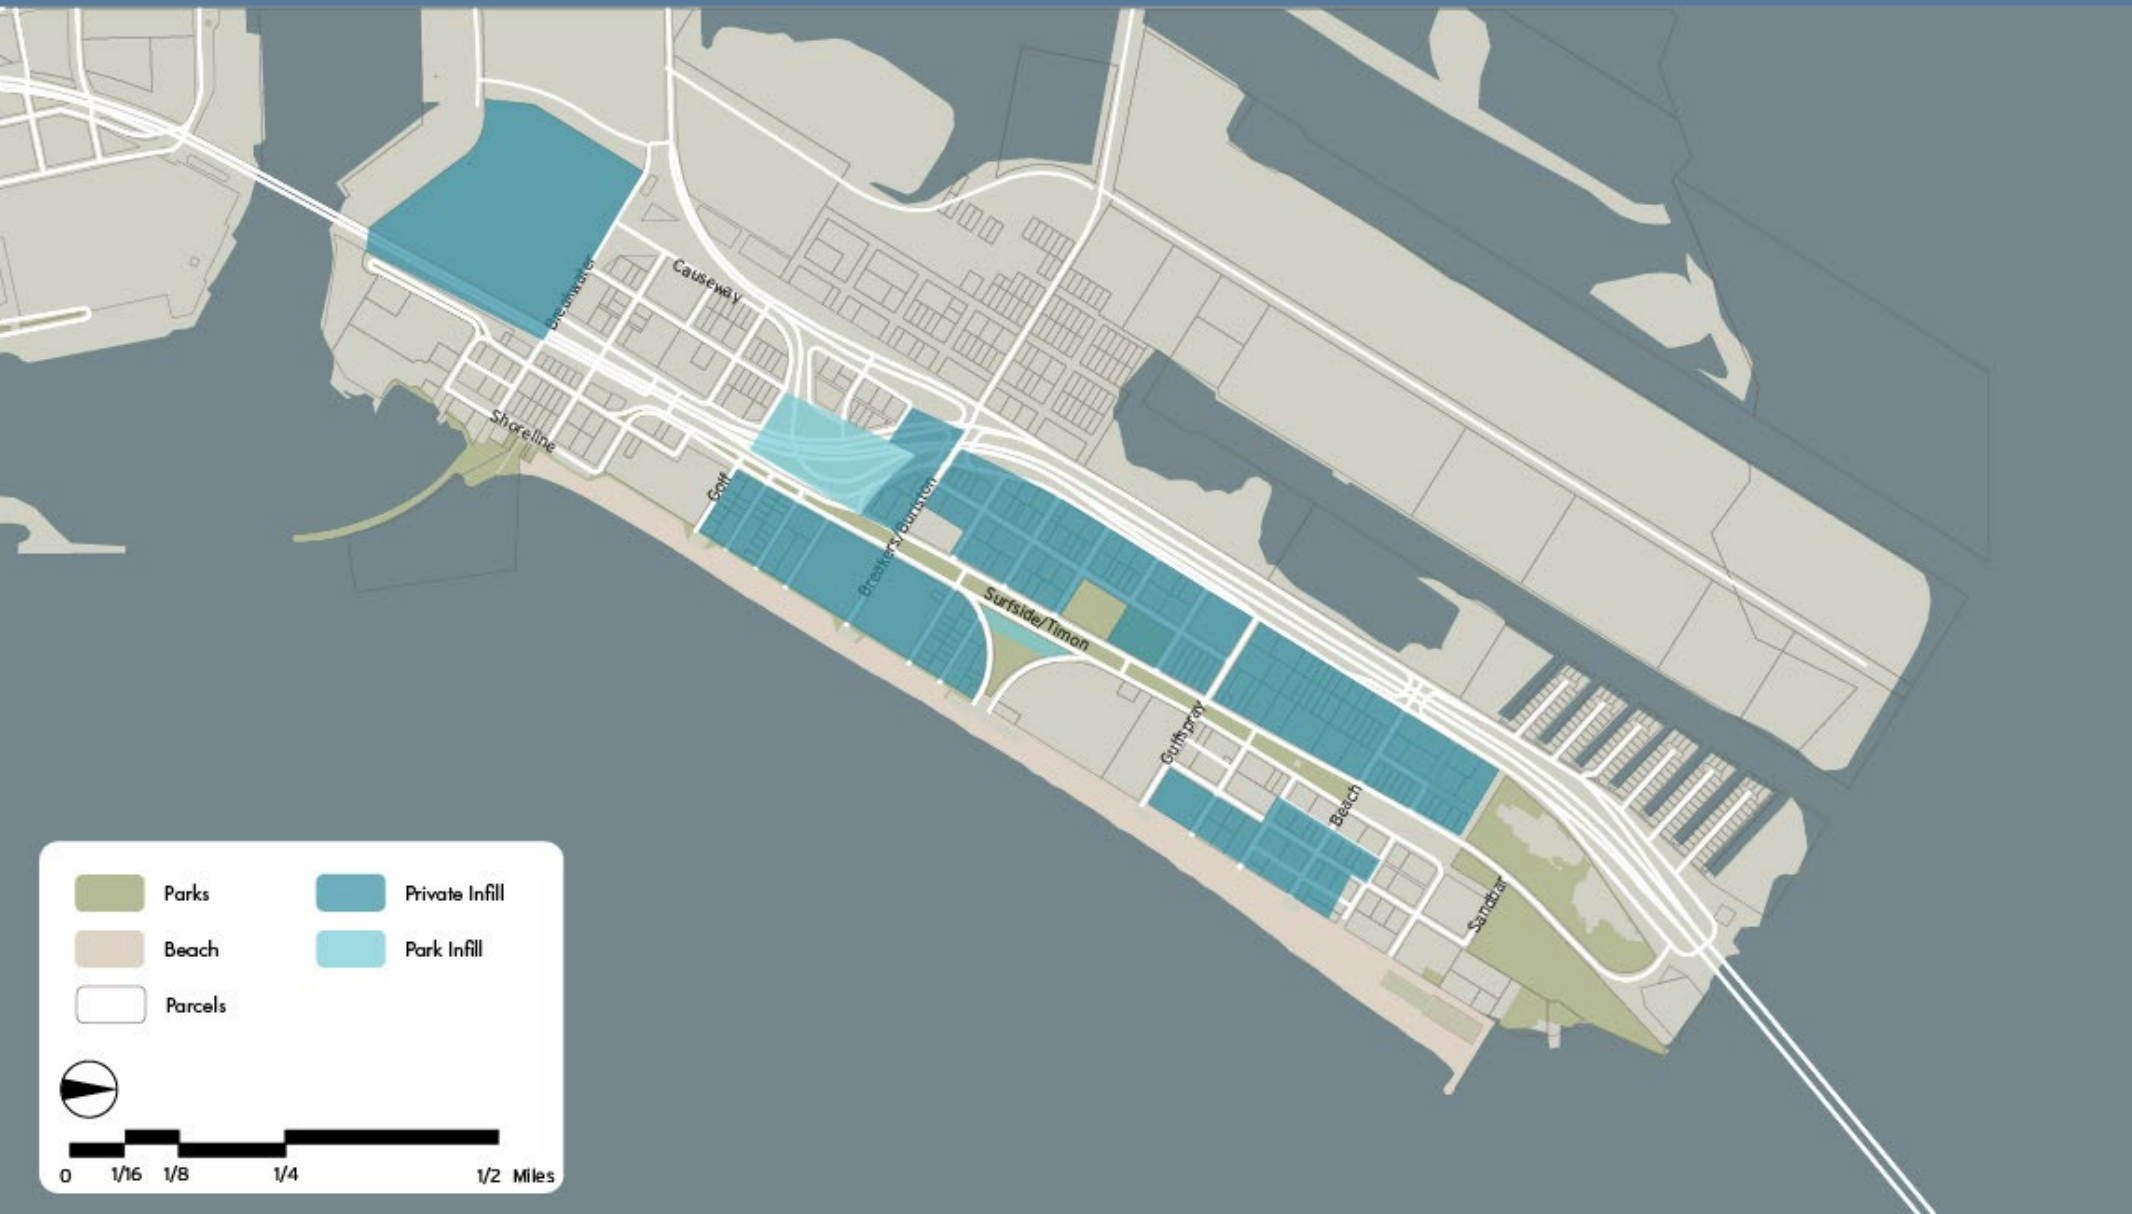 Breakwater
Causeway
Shoreline
Golf
Breakers/Burleson
Surfside/Timon
Gulfspray
Beach
Sandbar
Parks
Private Infill
Beach
Park Infill
Parcels
0 1/16 1/8 1/4 1/2 Miles